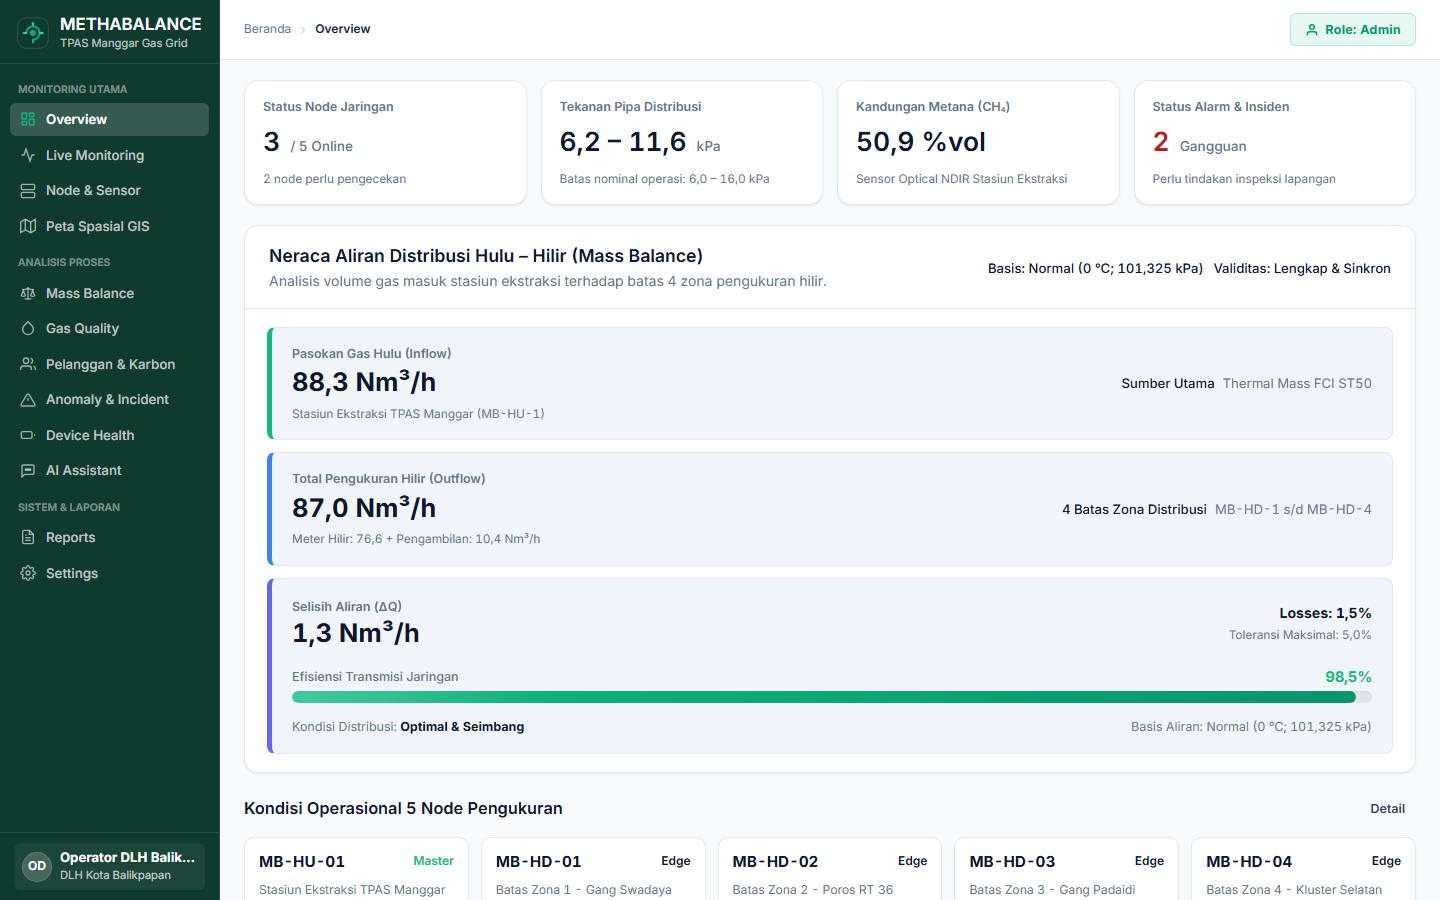 METHABALANCE
TPAS Manggar Gas Grid
MONITORING UTAMA
Overview
Live Monitoring
Node & Sensor
Peta Spasial GIS
ANALISIS PROSES
Mass Balance
Gas Quality
Pelanggan & Karbon
Anomaly & Incident
Device Health
AI Assistant
SISTEM & LAPORAN
Reports
Settings
OD
Operator DLH Balik...
DLH Kota Balikpapan
Beranda > Overview
Role: Admin
Status Node Jaringan
3 / 5 Online
2 node perlu pengecekan
Tekanan Pipa Distribusi
6,2 – 11,6 kPa
Batas nominal operasi: 6,0 – 16,0 kPa
Kandungan Metana (CH₄)
50,9 %vol
Sensor Optical NDIR Stasiun Ekstraksi
Status Alarm & Insiden
2 Gangguan
Perlu tindakan inspeksi lapangan
Neraca Aliran Distribusi Hulu – Hilir (Mass Balance)
Analisis volume gas masuk stasiun ekstraksi terhadap batas 4 zona pengukuran hilir.
Basis: Normal (0 °C; 101,325 kPa) Validitas: Lengkap & Sinkron
Pasokan Gas Hulu (Inflow)
88,3 Nm³/h
Stasiun Ekstraksi TPAS Manggar (MB-HU-1)
Sumber Utama Thermal Mass FCI ST50
Total Pengukuran Hilir (Outflow)
87,0 Nm³/h
Meter Hilir: 76,6 + Pengambilan: 10,4 Nm³/h
4 Batas Zona Distribusi MB-HD-1 s/d MB-HD-4
Selisih Aliran (ΔQ)
1,3 Nm³/h
Losses: 1,5%
Toleransi Maksimal: 5,0%
Efisiensi Transmisi Jaringan
98,5%
Kondisi Distribusi: Optimal & Seimbang
Basis Aliran: Normal (0 °C; 101,325 kPa)
Kondisi Operasional 5 Node Pengukuran
Detail
MB-HU-01 Master
Stasiun Ekstraksi TPAS Manggar
MB-HD-01 Edge
Batas Zona 1 - Gang Swadaya
MB-HD-02 Edge
Batas Zona 2 - Poros RT 36
MB-HD-03 Edge
Batas Zona 3 - Gang Padaidi
MB-HD-04 Edge
Batas Zona 4 - Kluster Selatan